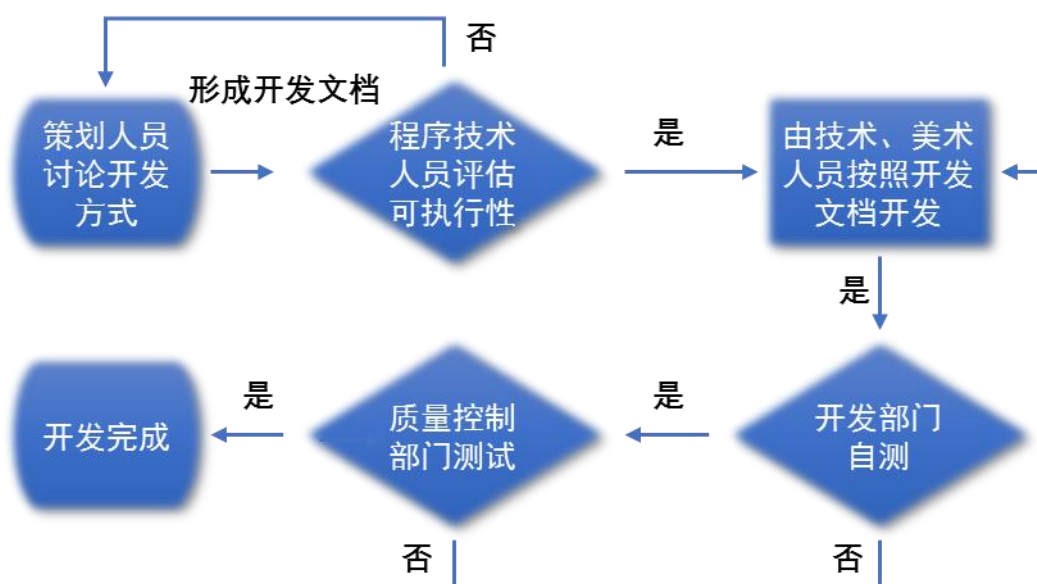 否
形成开发文档
策划人员
讨论开发
方式
程序技术
人员评估
可执行性
是
由技术、美术
人员按照开发
文档开发
是
开发部门
自测
是
质量控制
部门测试
是
开发完成
否
否